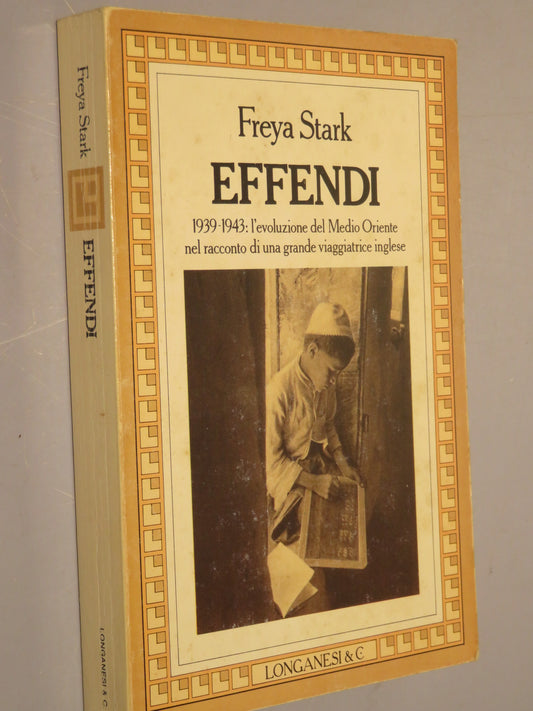 Freya Stark
EFFENDI
1939-1943: l'evoluzione del Medio Oriente
nel racconto di una grande viaggiatrice inglese
LONGANESI & C.
Freya Stark
EFFENDI
LONGANESI & C.